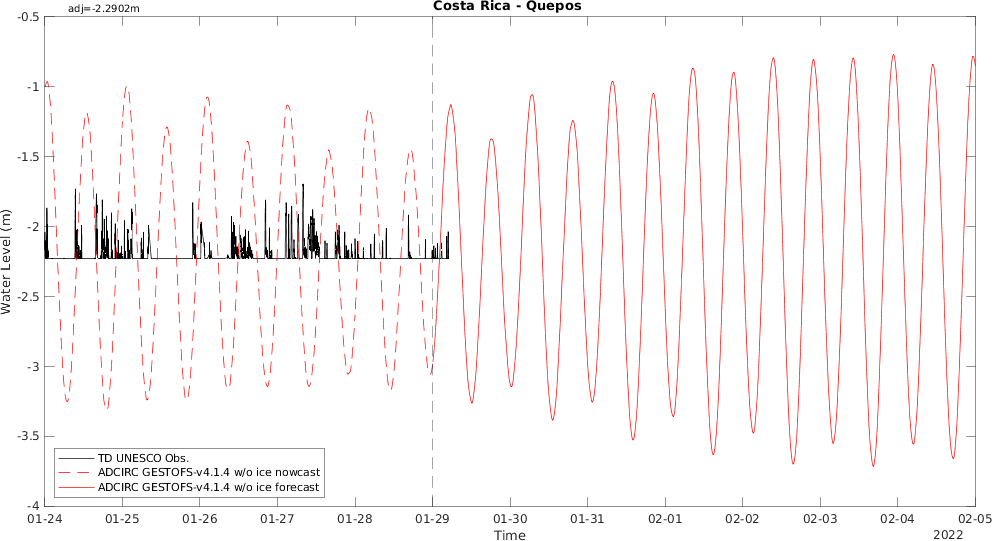 Costa Rica - Quepos
adj=-2.2902m
-0.5
-1
-1.5
-2
-2.5
-3
-3.5
-4
Water Level (m)
TD UNESCO Obs.
ADCIRC GESTOFS-v4.1.4 w/o ice nowcast
ADCIRC GESTOFS-v4.1.4 w/o ice forecast
01-24 01-25 01-26 01-27 01-28 01-29 01-30 01-31 02-01 02-02 02-03 02-04 02-05
Time
2022